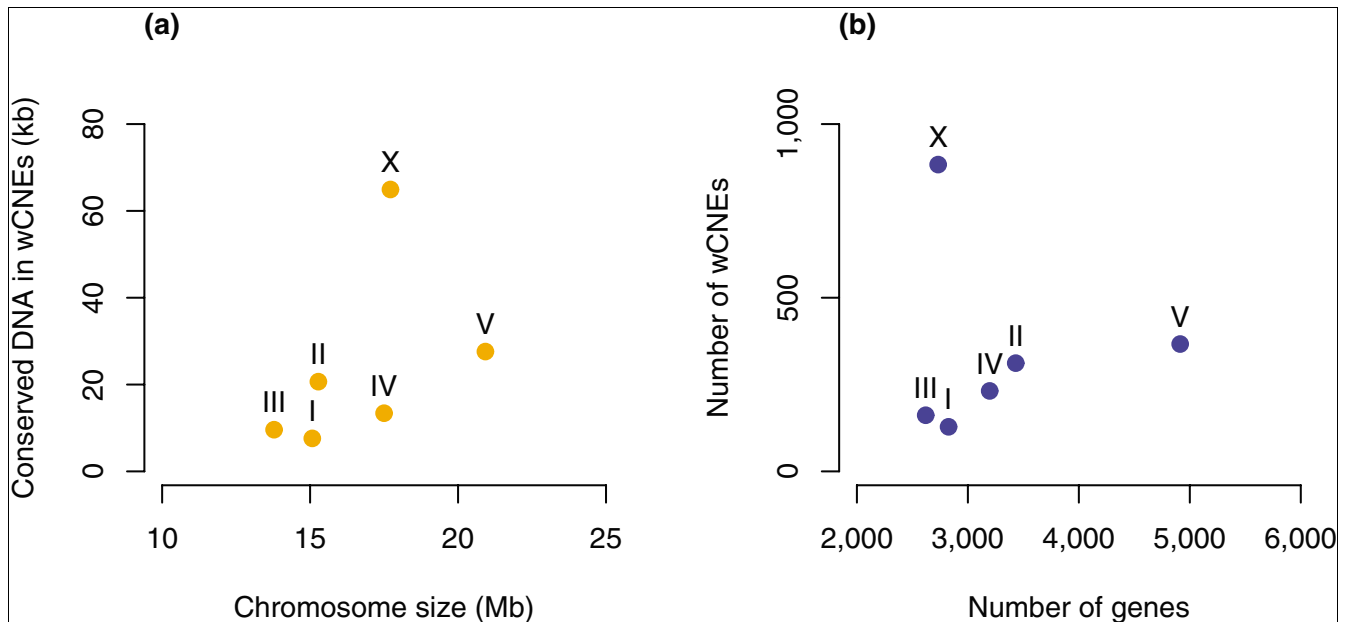 (a)
Conserved DNA in wCNEs (kb)
80
60
40
20
0
X
V
II
IV
III
I
10 15 20 25
Chromosome size (Mb)
(b)
Number of wCNEs
1,000
500
0
X
V
II
IV
III
I
2,000 3,000 4,000 5,000 6,000
Number of genes